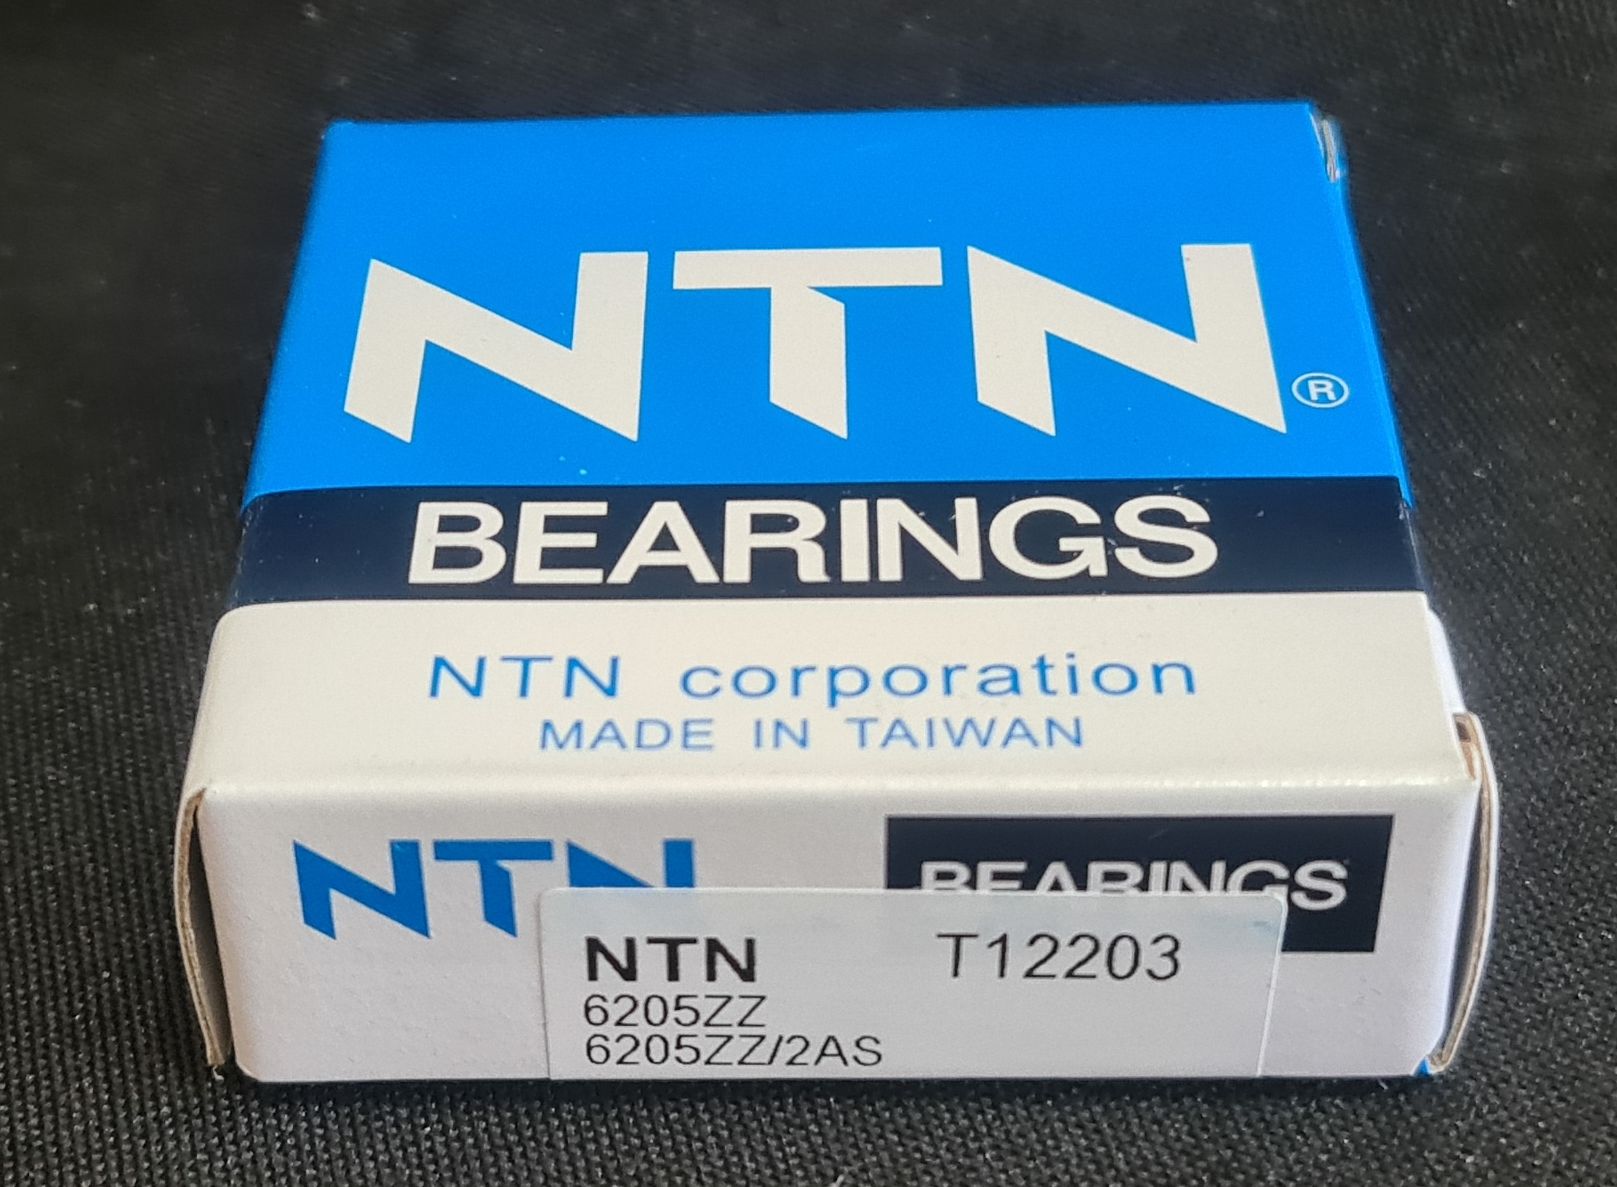 NTN®
BEARINGS
NTN corporation
MADE IN TAIWAN
NTN BEARINGS
NTN T12203
6205ZZ
6205ZZ/2AS